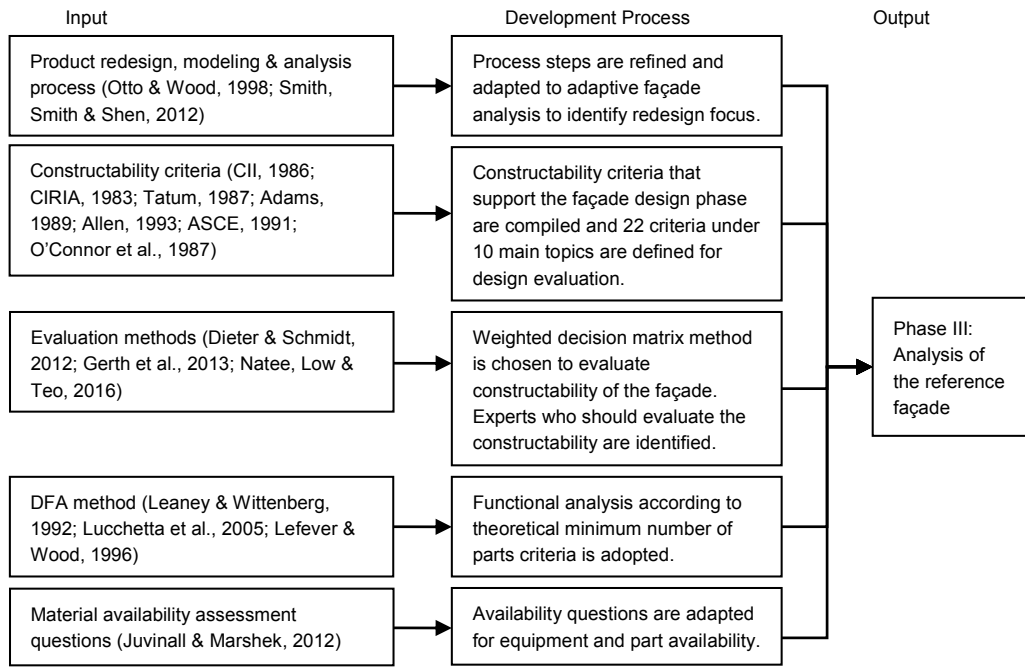 Input
Development Process
Output
Product redesign, modeling & analysis
process (Otto & Wood, 1998; Smith,
Smith & Shen, 2012)
Process steps are refined and
adapted to adaptive façade
analysis to identify redesign focus.
Constructability criteria (CII, 1986;
CIRIA, 1983; Tatum, 1987; Adams,
1989; Allen, 1993; ASCE, 1991;
O’Connor et al., 1987)
Constructability criteria that
support the façade design phase
are compiled and 22 criteria under
10 main topics are defined for
design evaluation.
Evaluation methods (Dieter & Schmidt,
2012; Gerth et al., 2013; Natee, Low &
Teo, 2016)
Weighted decision matrix method
is chosen to evaluate
constructability of the façade.
Experts who should evaluate the
constructability are identified.
DFA method (Leaney & Wittenberg,
1992; Lucchetta et al., 2005; Lefever &
Wood, 1996)
Functional analysis according to
theoretical minimum number of
parts criteria is adopted.
Material availability assessment
questions (Juvinall & Marshek, 2012)
Availability questions are adapted
for equipment and part availability.
Phase III:
Analysis of
the reference
façade